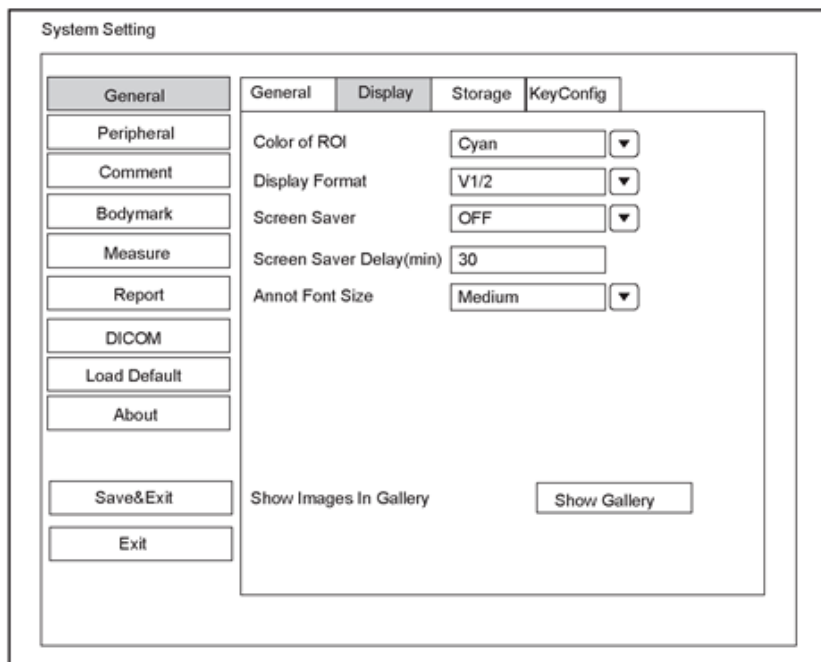 System Setting
General
Peripheral
Comment
Bodymark
Measure
Report
DICOM
Load Default
About
Save&Exit
Exit
General Display Storage KeyConfig
Color of ROI Cyan
Display Format V1/2
Screen Saver OFF
Screen Saver Delay(min) 30
Annot Font Size Medium
Show Images In Gallery Show Gallery